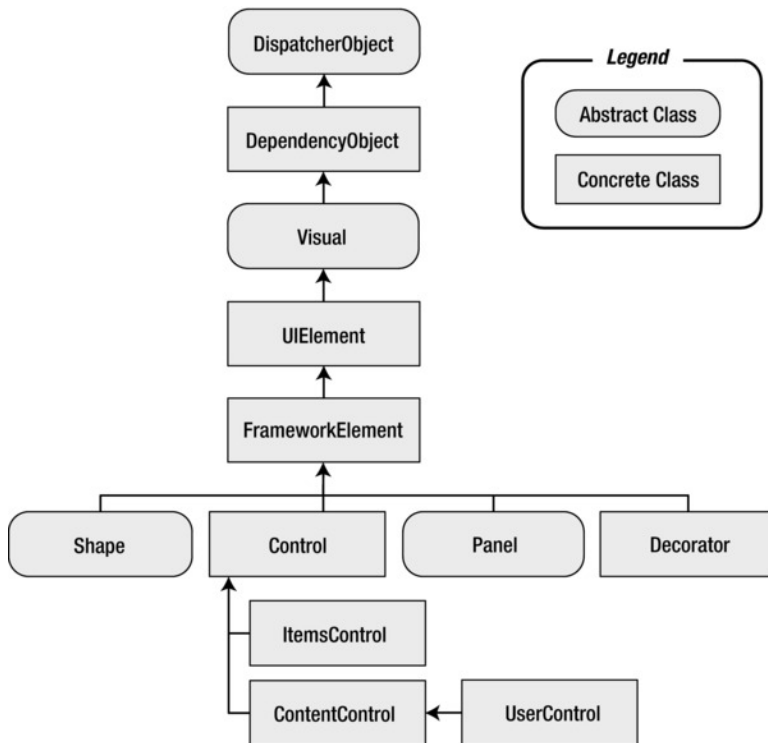 DispatcherObject
Legend
Abstract Class
DependencyObject
Concrete Class
Visual
UIElement
FrameworkElement
Shape
Control
Panel
Decorator
ItemsControl
ContentControl
UserControl